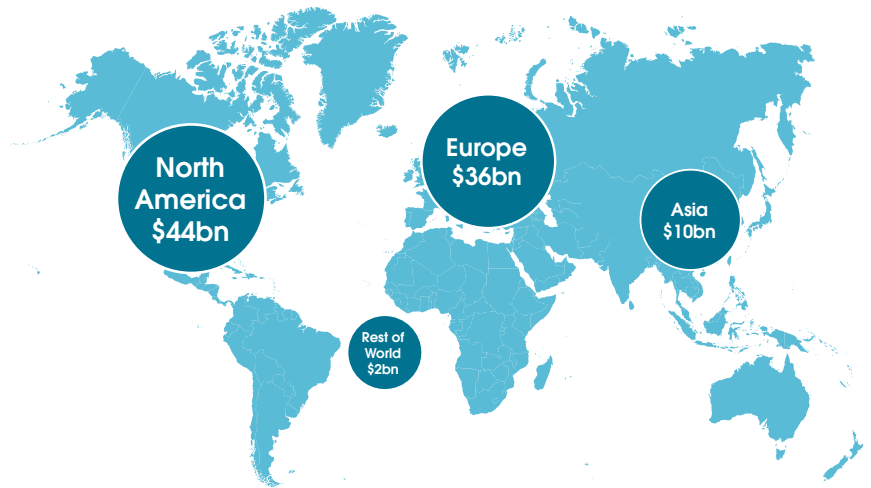 North
America
$44bn
Europe
$36bn
Asia
$10bn
Rest of
World
$2bn